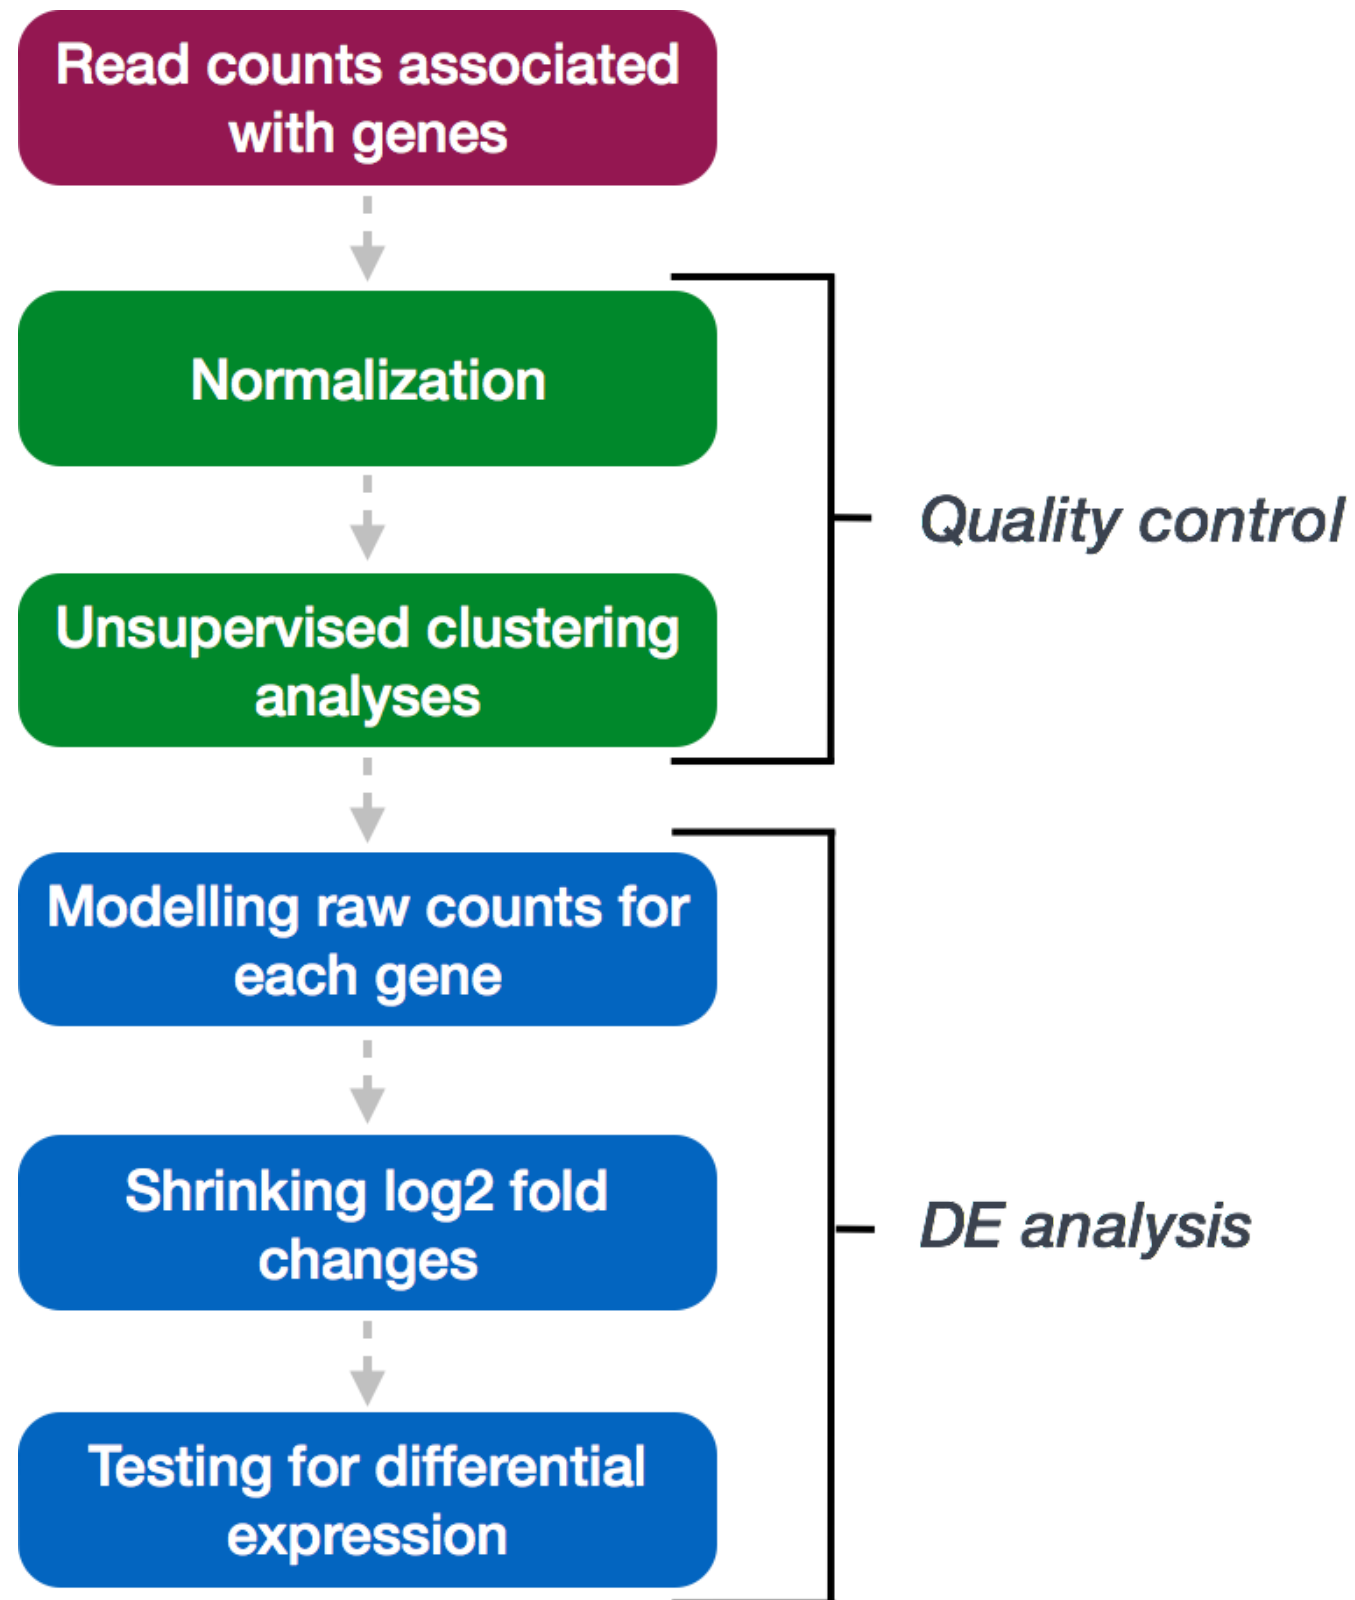 Read counts associated
with genes
Normalization
Unsupervised clustering
analyses
Quality control
Modelling raw counts for
each gene
Shrinking log2 fold
changes
DE analysis
Testing for differential
expression